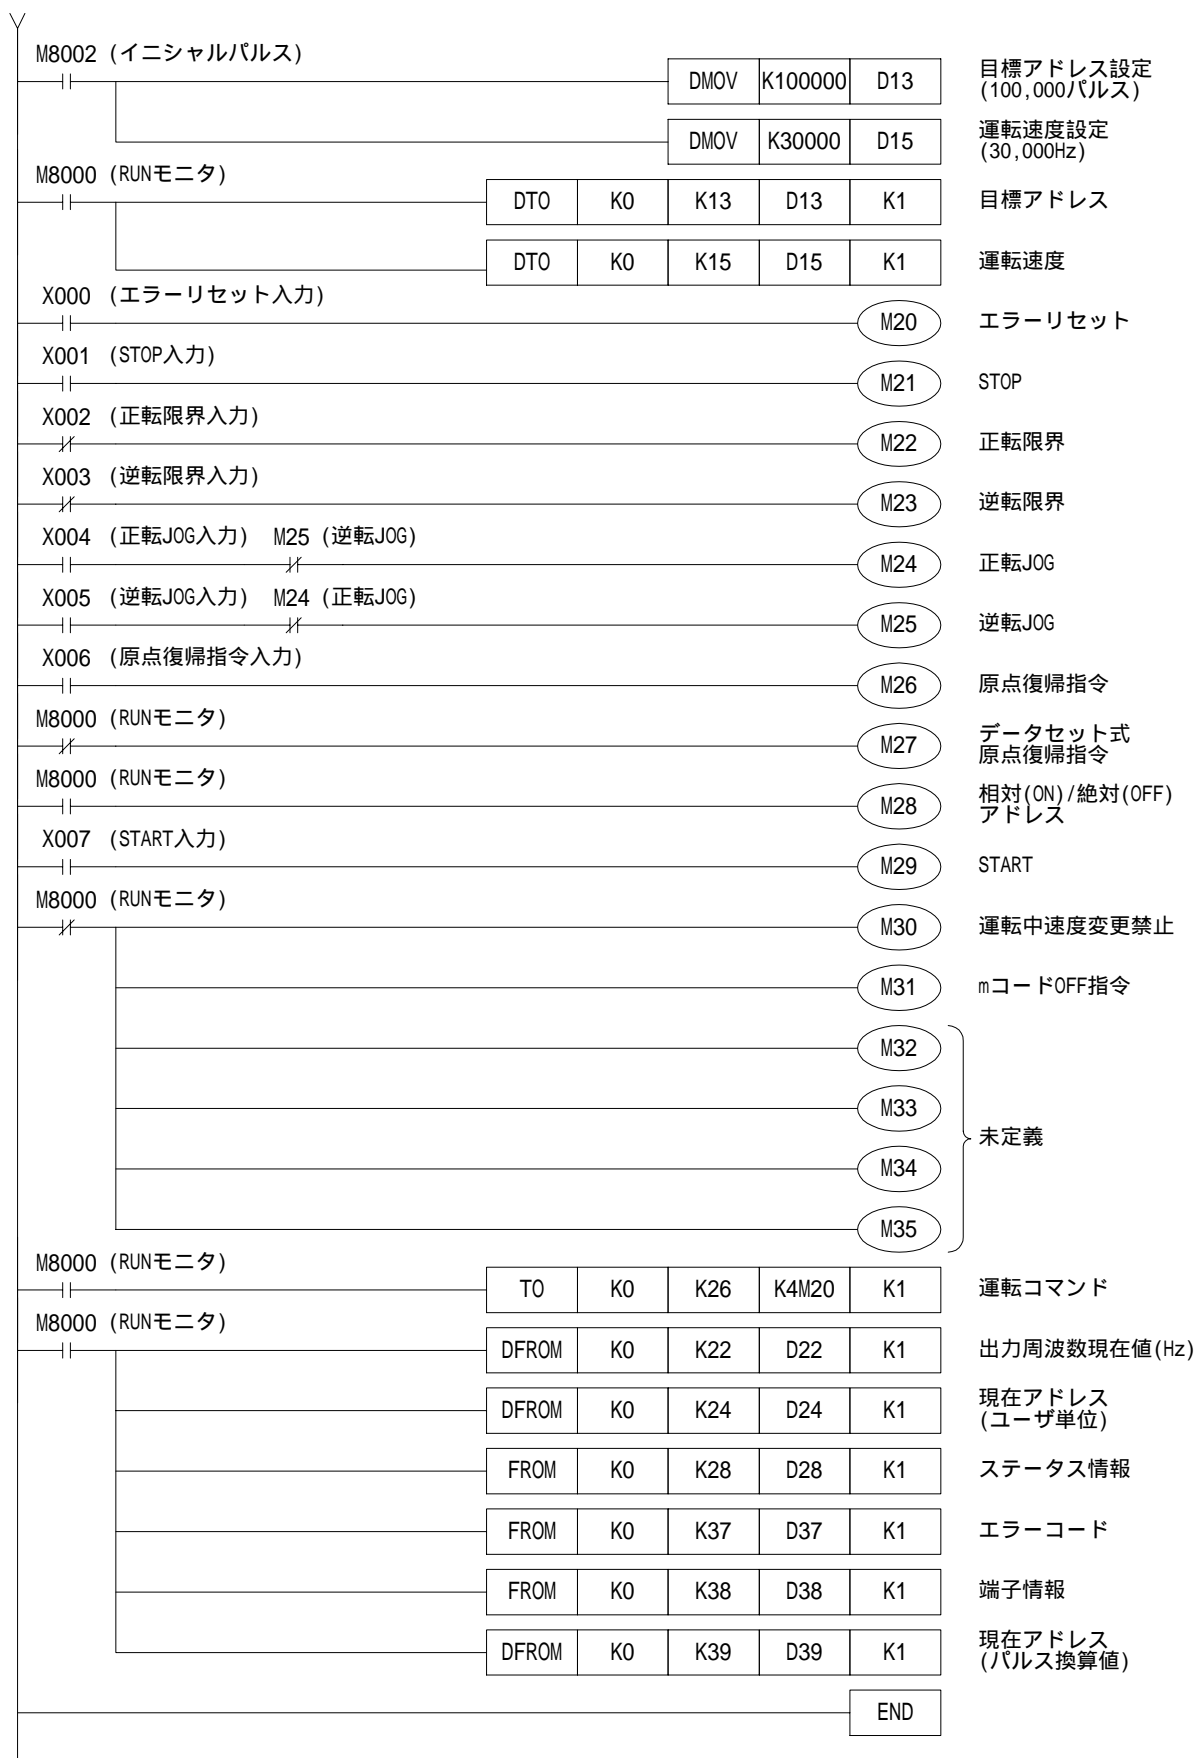 M8002 (イニシャルパルス)
DMOV K100000 D13 目標アドレス設定
(100,000パルス)
DMOV K30000 D15 運転速度設定
(30,000Hz)
M8000 (RUNモニタ)
DTO K0 K13 D13 K1 目標アドレス
DTO K0 K15 D15 K1 運転速度
X000 (エラーリセット入力)
M20 エラーリセット
X001 (STOP入力)
M21 STOP
X002 (正転限界入力)
M22 正転限界
X003 (逆転限界入力)
M23 逆転限界
X004 (正転JOG入力) M25 (逆転JOG)
M24 正転JOG
X005 (逆転JOG入力) M24 (正転JOG)
M25 逆転JOG
X006 (原点復帰指令入力)
M26 原点復帰指令
M8000 (RUNモニタ)
M27 データセット式
原点復帰指令
M8000 (RUNモニタ)
M28 相対(ON)/絶対(OFF)
アドレス
X007 (START入力)
M29 START
M8000 (RUNモニタ)
M30 運転中速度変更禁止
M31 mコードOFF指令
M32
M33
未定義
M34
M35
M8000 (RUNモニタ)
TO K0 K26 K4M20 K1 運転コマンド
M8000 (RUNモニタ)
DFROM K0 K22 D22 K1 出力周波数現在値(Hz)
DFROM K0 K24 D24 K1 現在アドレス
(ユーザ単位)
FROM K0 K28 D28 K1 ステータス情報
FROM K0 K37 D37 K1 エラーコード
FROM K0 K38 D38 K1 端子情報
DFROM K0 K39 D39 K1 現在アドレス
(パルス換算値)
END